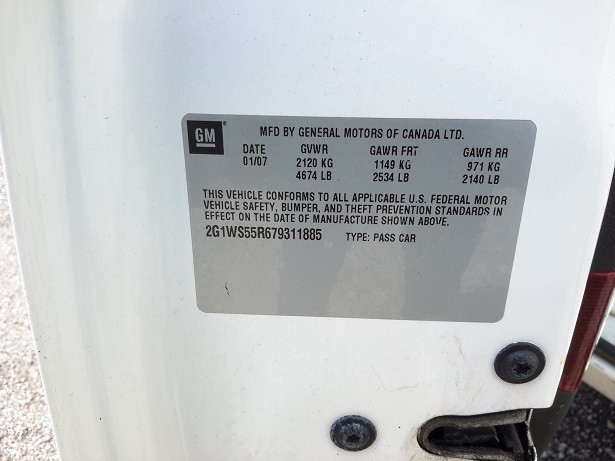 GM
MFD BY GENERAL MOTORS OF CANADA LTD.
DATE GVWR GAWR FRT GAWR RR
01/07 2120 KG 1149 KG 971 KG
4674 LB 2534 LB 2140 LB
THIS VEHICLE CONFORMS TO ALL APPLICABLE U.S. FEDERAL MOTOR
VEHICLE SAFETY, BUMPER, AND THEFT PREVENTION STANDARDS IN
EFFECT ON THE DATE OF MANUFACTURE SHOWN ABOVE.
2G1WS55R679311885 TYPE: PASS CAR